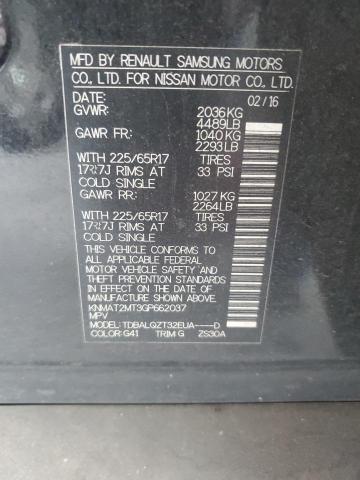 MFD BY RENAULT SAMSUNG MOTORS
CO., LTD. FOR NISSAN MOTOR CO., LTD.
DATE: 02/16
GVWR: 2036KG
4489LB
GAWR FR: 1040KG
2293LB
WITH 225/65R17 TIRES
17x7J RIMS AT 33 PSI
COLD SINGLE
GAWR RR: 1027KG
2264LB
WITH 225/65R17 TIRES
17x7J RIMS AT 33 PSI
COLD SINGLE
THIS VEHICLE CONFORMS TO ALL
APPLICABLE U.S. FEDERAL
MOTOR VEHICLE SAFETY, BUMPER
AND THEFT PREVENTION
STANDARDS IN EFFECT ON THE
DATE OF MFR. SHOWN ABOVE.
KNMAT2MT3GP662037
MPV
MODEL: TDBALQZT32EUA----D
COLOR: G41 TRIM G ZS30A